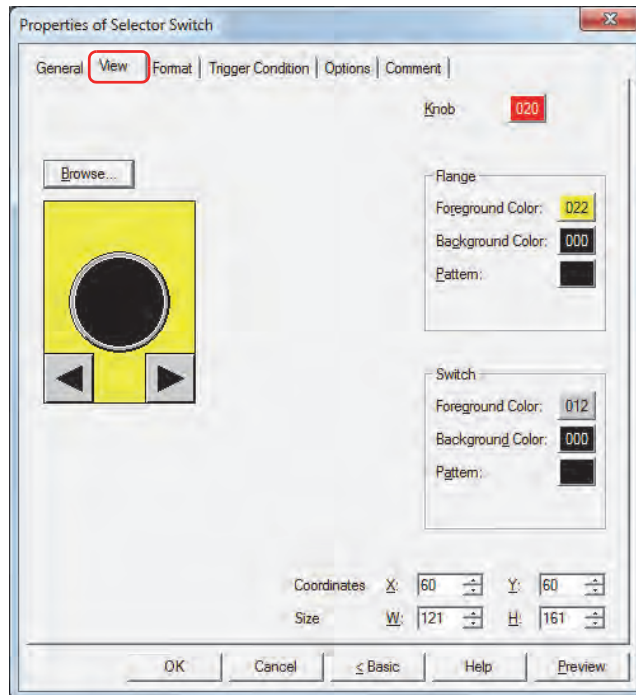 Properties of Selector Switch
General View Format Trigger Condition Options Comment
Knob 020
Browse...
Flange
Foreground Color: 022
Background Color: 000
Pattern:
Switch
Foreground Color: 012
Background Color: 000
Pattern:
Coordinates X: 60 Y: 60
Size W: 121 H: 161
OK Cancel < Basic Help Preview